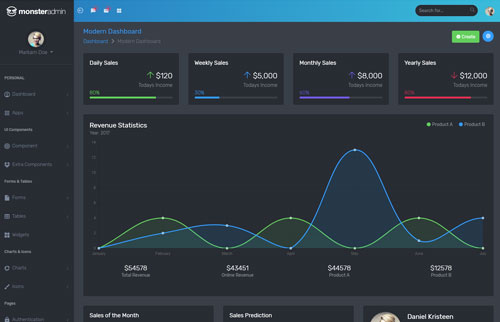 monsteradmin
Search for...
Markarn Doe
Modern Dashboard
Dashboard > Modern Dashboard
Create
PERSONAL
Dashboard
Apps
UI Components
Component
Extra Components
Forms & Tables
Forms
Tables
Widgets
Charts & Icons
Charts
Icons
Pages
Authentication
Daily Sales
$120
Todays Income
80%
Weekly Sales
$5,000
Todays Income
30%
Monthly Sales
$8,000
Todays Income
60%
Yearly Sales
$12,000
Todays Income
80%
Revenue Statistics
Year 2017
Product A
Product B
January February March April May June July
$54578
Total Revenue
$43451
Online Revenue
$44578
Product A
$12578
Product B
Sales of the Month
Sales Prediction
Daniel Kristeen